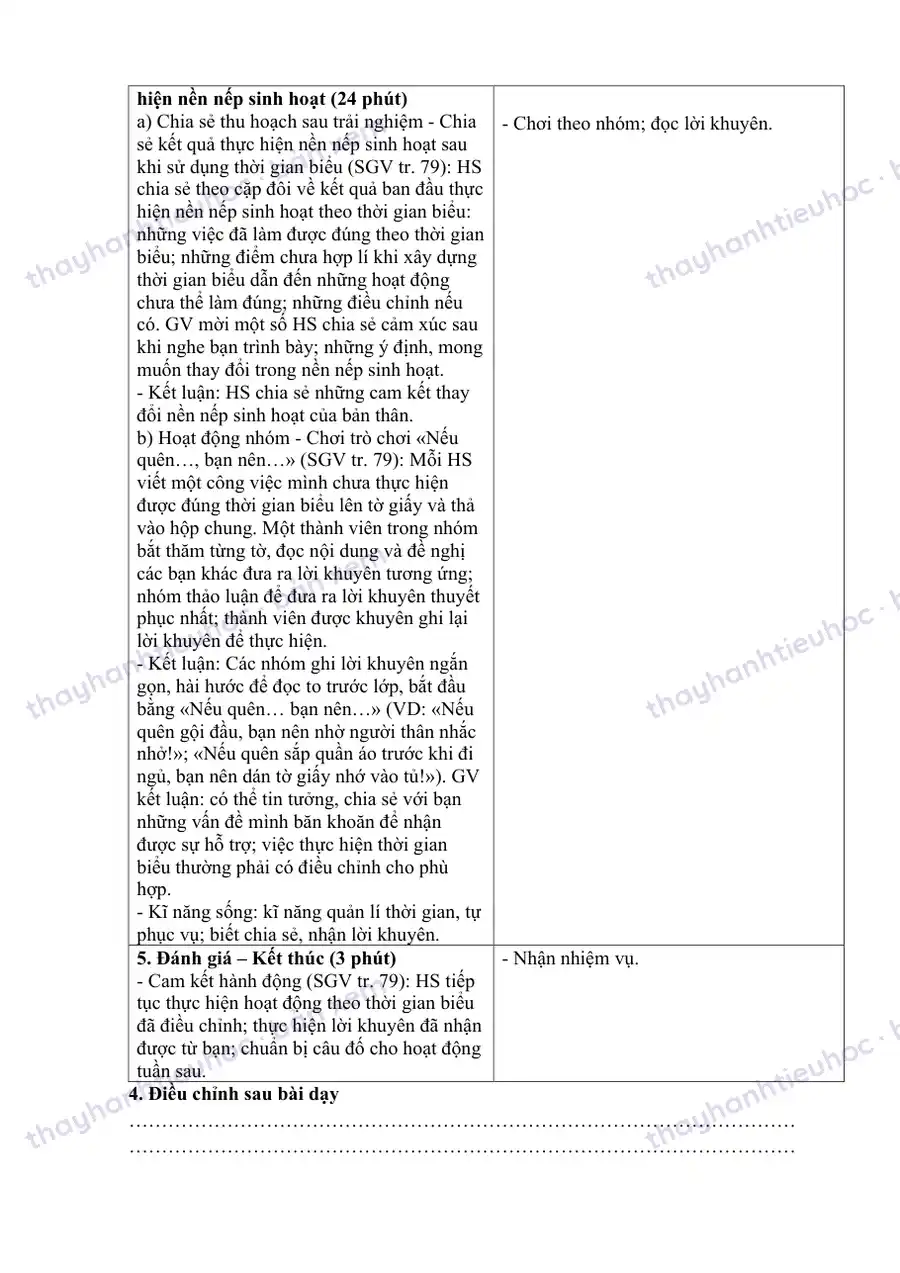 hiện nền nếp sinh hoạt (24 phút)
a) Chia sẻ thu hoạch sau trải nghiệm - Chia
sẻ kết quả thực hiện nền nếp sinh hoạt sau
khi sử dụng thời gian biểu (SGV tr. 79): HS
chia sẻ theo cặp đôi về kết quả ban đầu thực
hiện nền nếp sinh hoạt theo thời gian biểu:
những việc đã làm được đúng theo thời gian
biểu; những điểm chưa hợp lí khi xây dựng
thời gian biểu dẫn đến những hoạt động
chưa thể làm đúng; những điều chỉnh nếu
có. GV mời một số HS chia sẻ cảm xúc sau
khi nghe bạn trình bày; những ý định, mong
muốn thay đổi trong nền nếp sinh hoạt.
- Kết luận: HS chia sẻ những cam kết thay
đổi nền nếp sinh hoạt của bản thân.
b) Hoạt động nhóm - Chơi trò chơi «Nếu
quên…, bạn nên…» (SGV tr. 79): Mỗi HS
viết một công việc mình chưa thực hiện
được đúng thời gian biểu lên tờ giấy và thả
vào hộp chung. Một thành viên trong nhóm
bắt thăm từng tờ, đọc nội dung và đề nghị
các bạn khác đưa ra lời khuyên tương ứng;
nhóm thảo luận để đưa ra lời khuyên thuyết
phục nhất; thành viên được khuyên ghi lại
lời khuyên để thực hiện.
- Kết luận: Các nhóm ghi lời khuyên ngắn
gọn, hài hước để đọc to trước lớp, bắt đầu
bằng «Nếu quên… bạn nên…» (VD: «Nếu
quên gội đầu, bạn nên nhờ người thân nhắc
nhở!»; «Nếu quên sắp quần áo trước khi đi
ngủ, bạn nên dán tờ giấy nhớ vào tủ!»). GV
kết luận: có thể tin tưởng, chia sẻ với bạn
những vấn đề mình băn khoăn để nhận
được sự hỗ trợ; việc thực hiện thời gian
biểu thường phải có điều chỉnh cho phù
hợp.
- Kĩ năng sống: kĩ năng quản lí thời gian, tự
phục vụ; biết chia sẻ, nhận lời khuyên.
- Chơi theo nhóm; đọc lời khuyên.
5. Đánh giá – Kết thúc (3 phút)
- Cam kết hành động (SGV tr. 79): HS tiếp
tục thực hiện hoạt động theo thời gian biểu
đã điều chỉnh; thực hiện lời khuyên đã nhận
được từ bạn; chuẩn bị câu đố cho hoạt động
tuần sau.
- Nhận nhiệm vụ.
4. Điều chỉnh sau bài dạy
……………………………………………………………………………………
……………………………………………………………………………………
thayhanhtieuhoc · bản xem
thayhanhtieuhoc · b
thayhanhtieuhoc · bản xem
thayhanhtieuhoc · b
thayhanhtieuhoc · bản xem
thayhanhtieuhoc · b